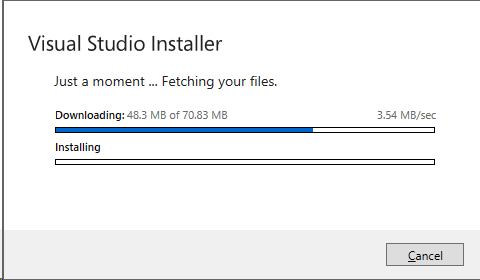 Visual Studio Installer
Just a moment ... Fetching your files.
Downloading: 48.3 MB of 70.83 MB 3.54 MB/sec
Installing
Cancel